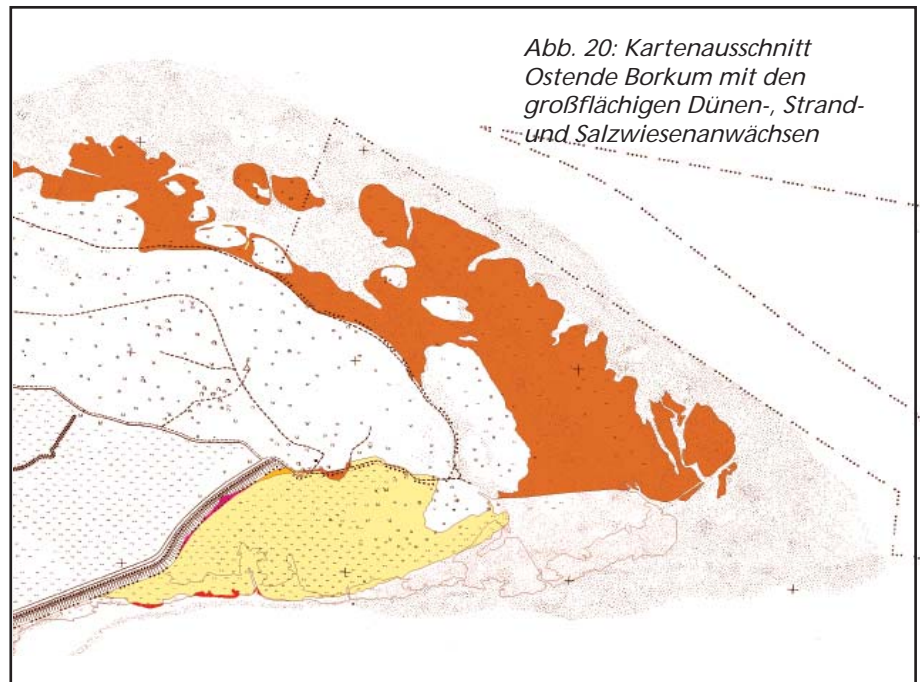 Abb. 20: Kartenausschnitt
Ostende Borkum mit den
großflächigen Dünen-, Strand-
und Salzwiesenanwächsen